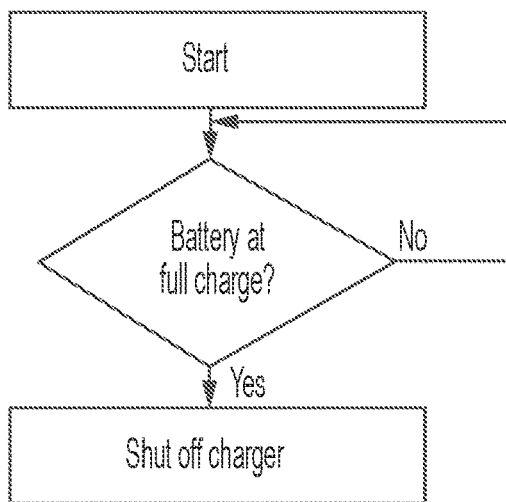 Start
Battery at
full charge?
No
Yes
Shut off charger